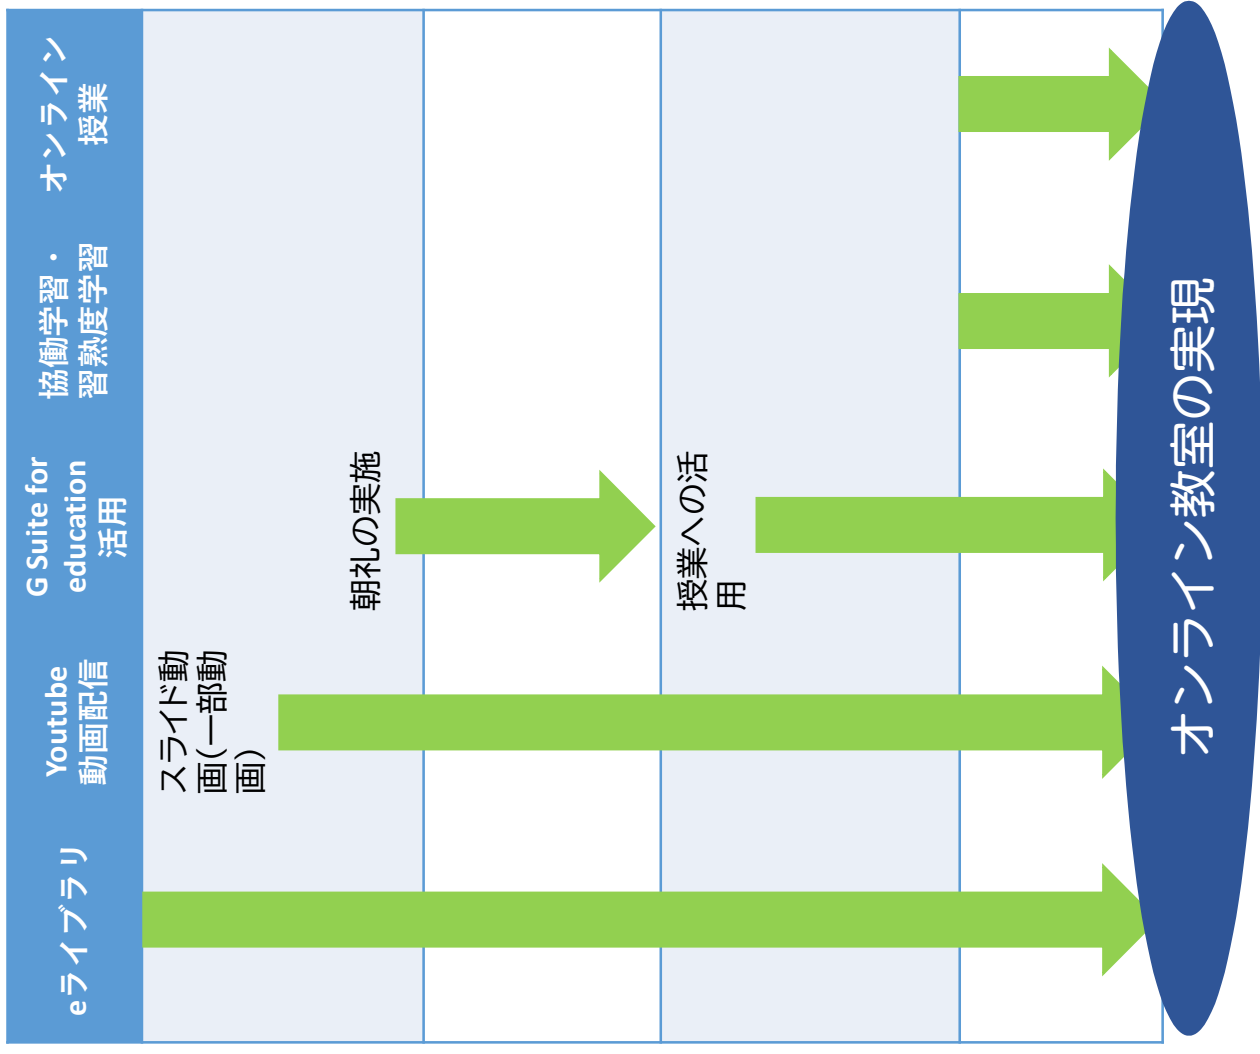 eライブラリ
Youtube
動画配信
G Suite for
education
活用
協働学習・
習熟度学習
オンライン
授業
スライド動
画(一部動
画)
朝礼の実施
授業への活
用
オンライン教室の実現